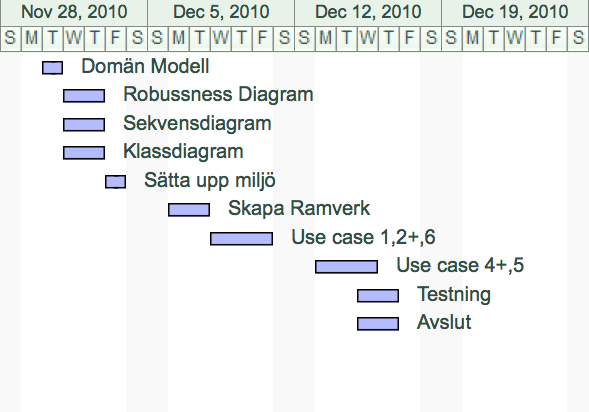 Nov 28, 2010 Dec 5, 2010 Dec 12, 2010 Dec 19, 2010
S M T W T F S S M T W T F S S M T W T F S S M T W T F S
Domän Modell
Robussness Diagram
Sekvensdiagram
Klassdiagram
Sätta upp miljö
Skapa Ramverk
Use case 1,2+,6
Use case 4+,5
Testning
Avslut